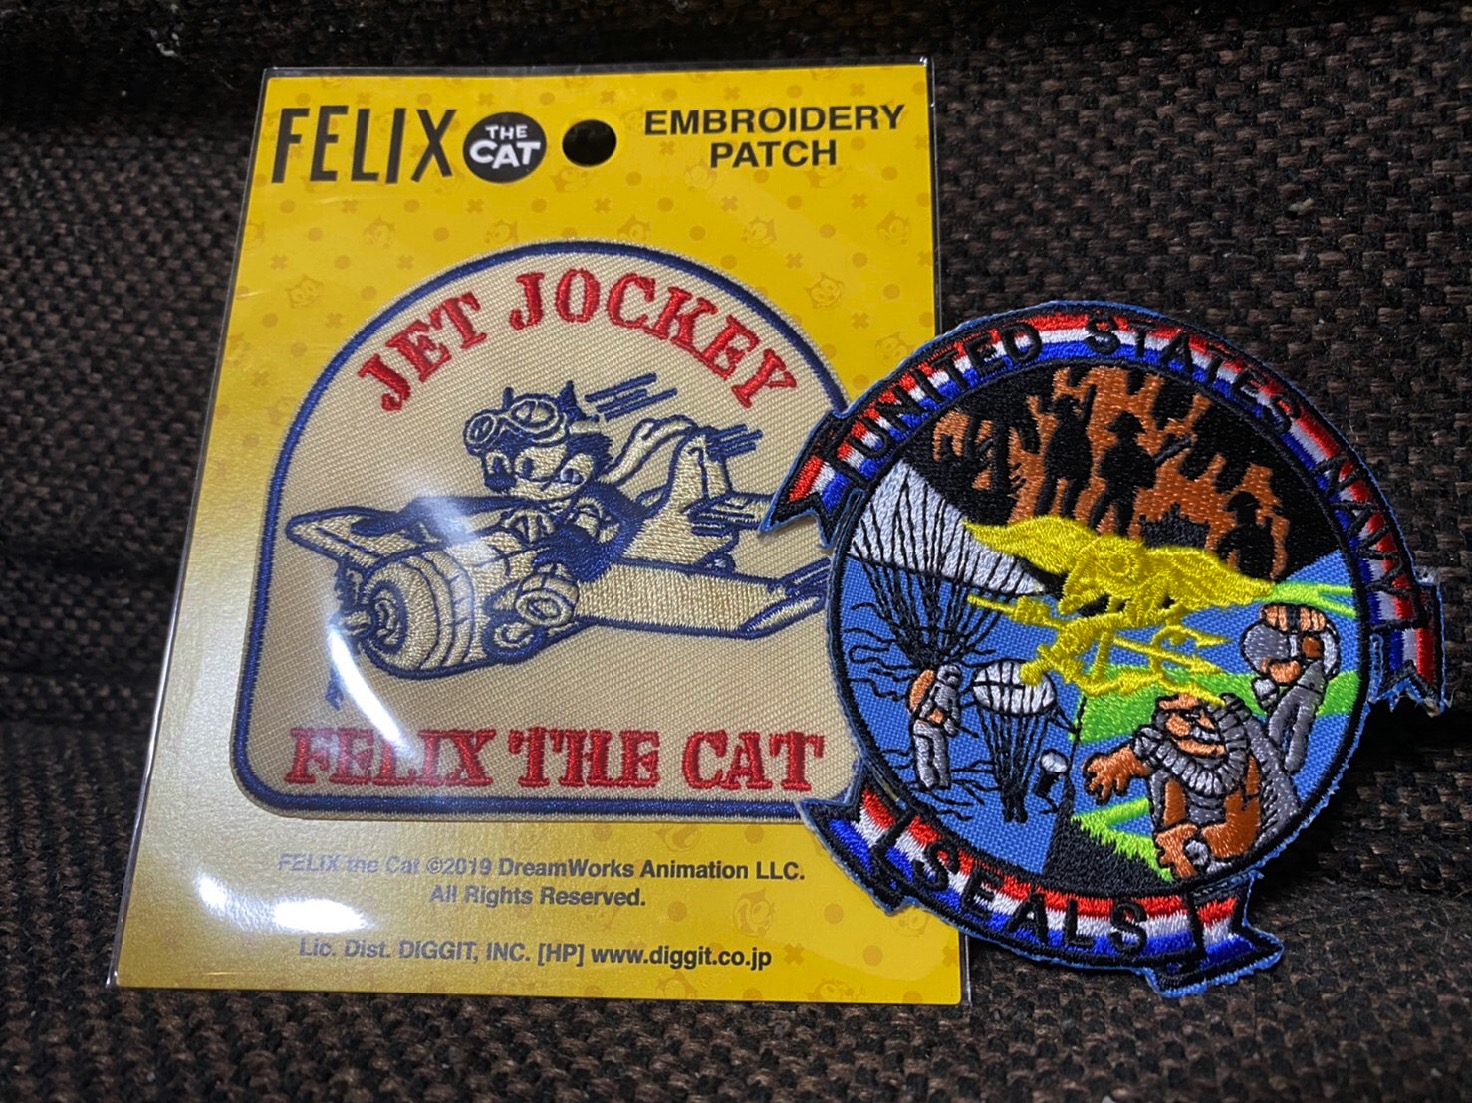 FELIX THE CAT
EMBROIDERY
PATCH
JET JOCKEY
FELIX THE CAT
FELIX the Cat ©2019 DreamWorks Animation LLC.
All Rights Reserved.
Lic. Dist. DIGGIT, INC. [HP] www.diggit.co.jp
UNITED STATES NAVY
SEALS